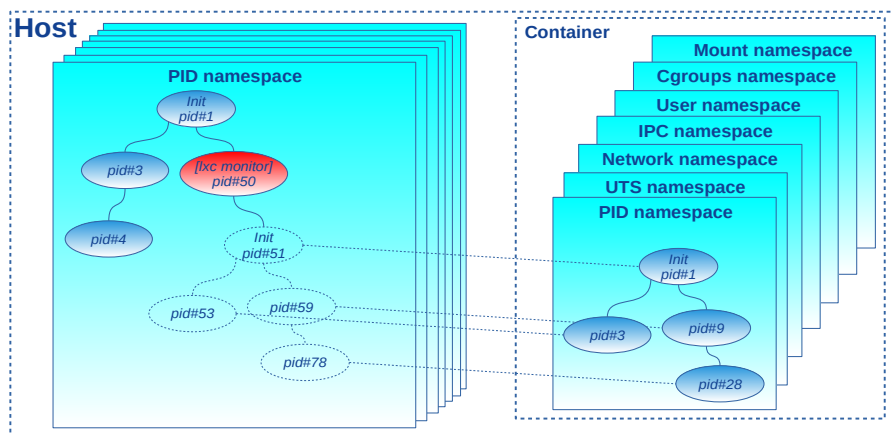 Host
PID namespace
Init
pid#1
pid#3
[lxc monitor]
pid#50
pid#4
Init
pid#51
pid#53
pid#59
pid#78
Container
Mount namespace
Cgroups namespace
User namespace
IPC namespace
Network namespace
UTS namespace
PID namespace
Init
pid#1
pid#3
pid#9
pid#28